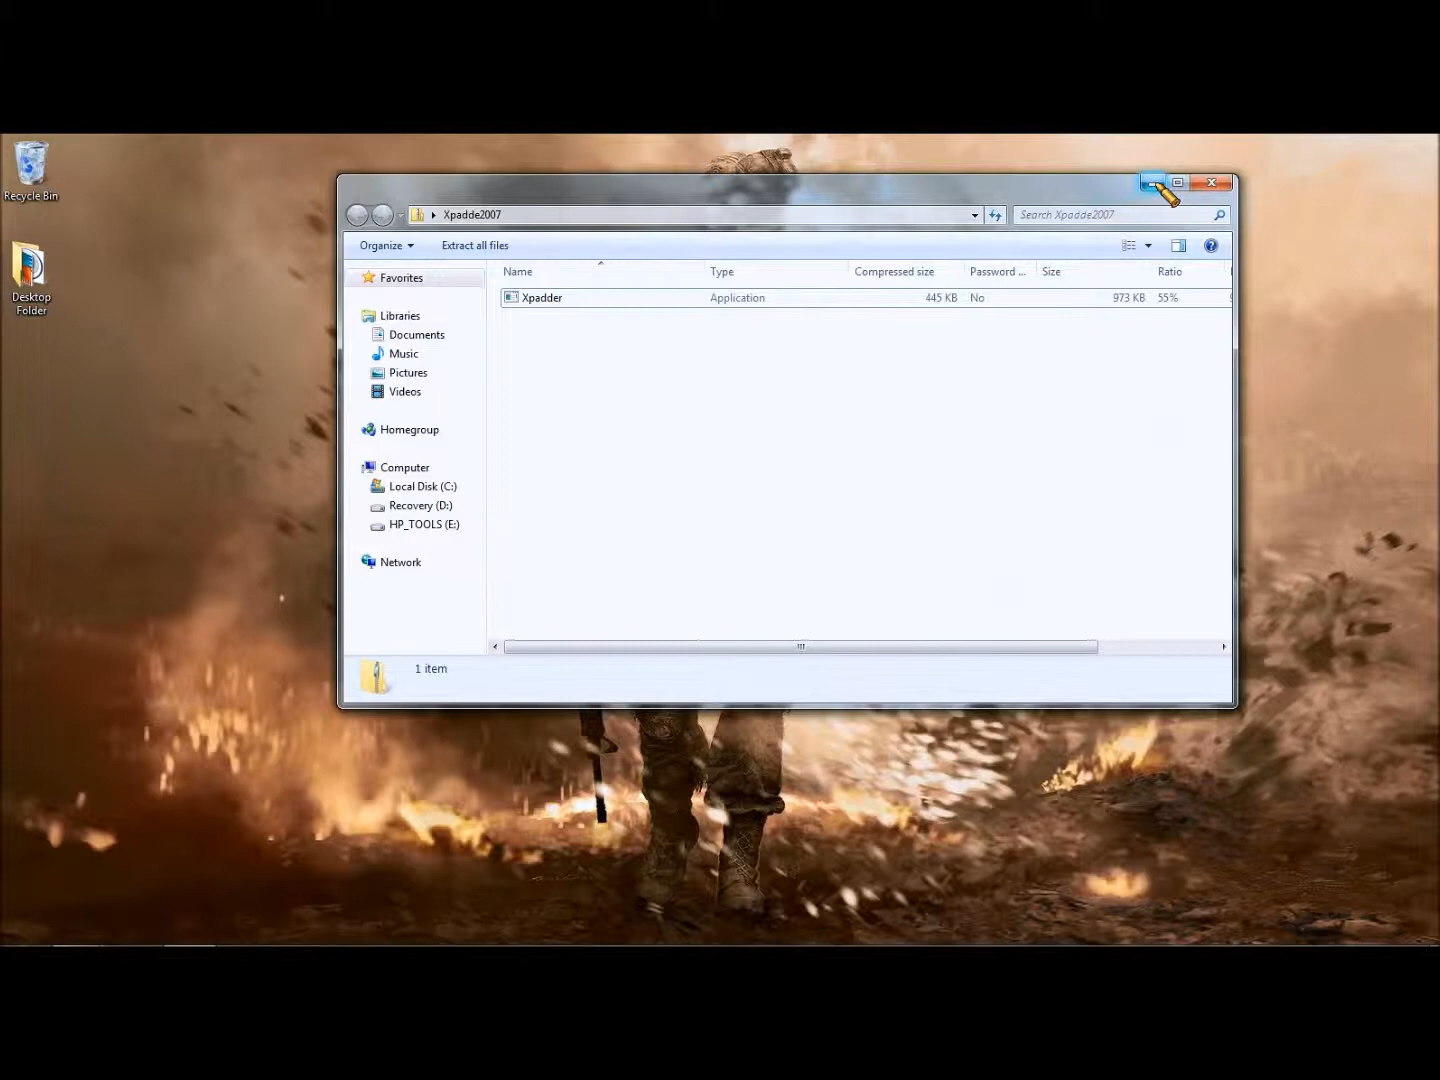 Recycle Bin
Desktop
Folder
Xpadde2007
Search Xpadde2007
Organize
Extract all files
Name
Type
Compressed size
Password ...
Size
Ratio
Xpadder
Application
445 KB
No
973 KB
55%
Favorites
Libraries
Documents
Music
Pictures
Videos
Homegroup
Computer
Local Disk (C:)
Recovery (D:)
HP_TOOLS (E:)
Network
1 item